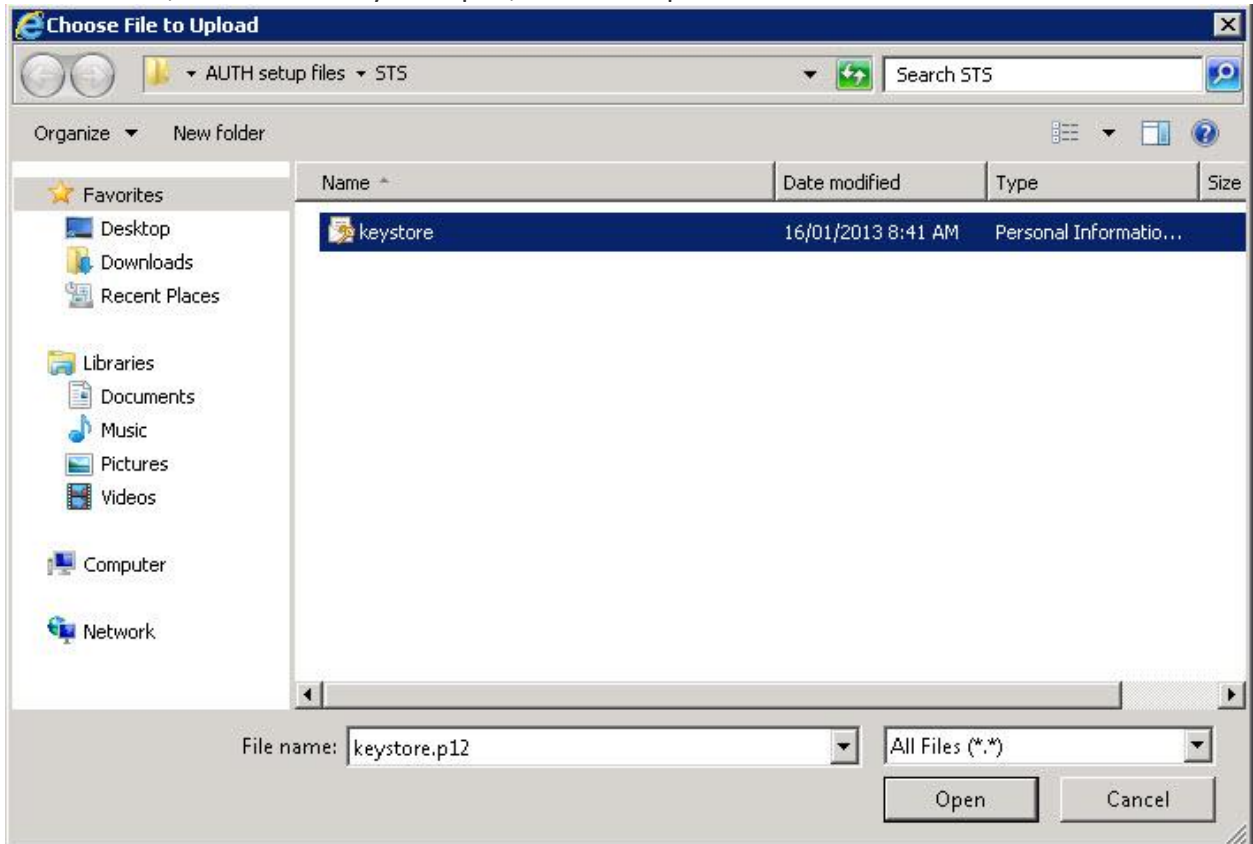 Choose File to Upload
AUTH setup files STS
Search STS
Organize
New folder
Name
Date modified
Type
Size
Favorites
Desktop
Downloads
Recent Places
Libraries
Documents
Music
Pictures
Videos
Computer
Network
keystore 16/01/2013 8:41 AM Personal Informatio...
File name: keystore.p12
All Files (*.*)
Open
Cancel